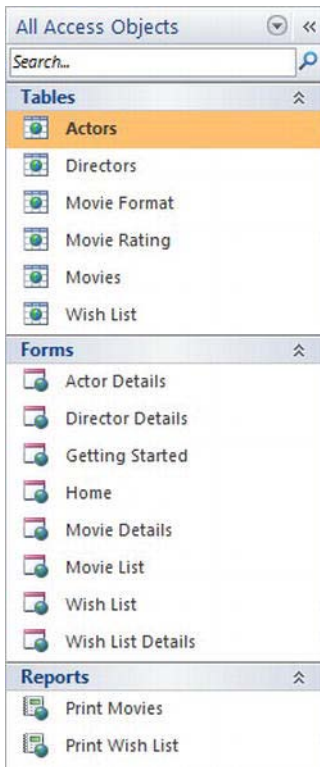 All Access Objects
Search...
Tables
Actors
Directors
Movie Format
Movie Rating
Movies
Wish List
Forms
Actor Details
Director Details
Getting Started
Home
Movie Details
Movie List
Wish List
Wish List Details
Reports
Print Movies
Print Wish List